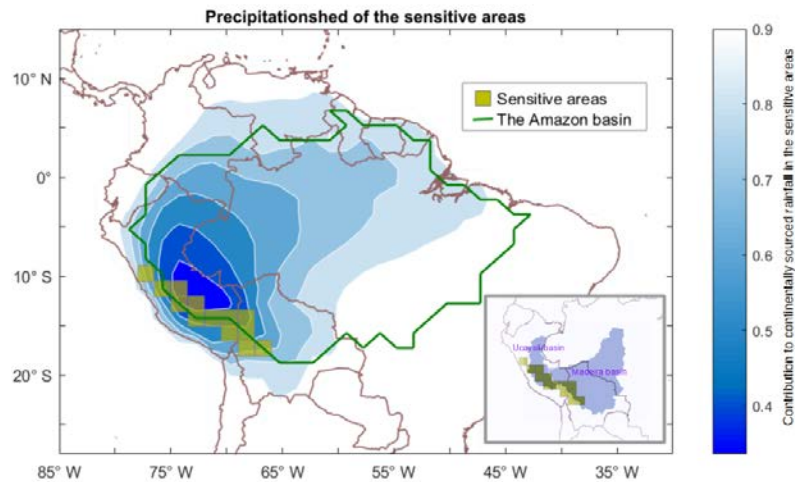 Precipitationshed of the sensitive areas
10° N
0°
10° S
20° S
85° W
75° W
65° W
55° W
45° W
35° W
Sensitive areas
The Amazon basin
Ucayali basin
Madeira basin
0.9
0.8
0.7
0.6
0.5
0.4
Contribution to continentally sourced rainfall in the sensitive areas